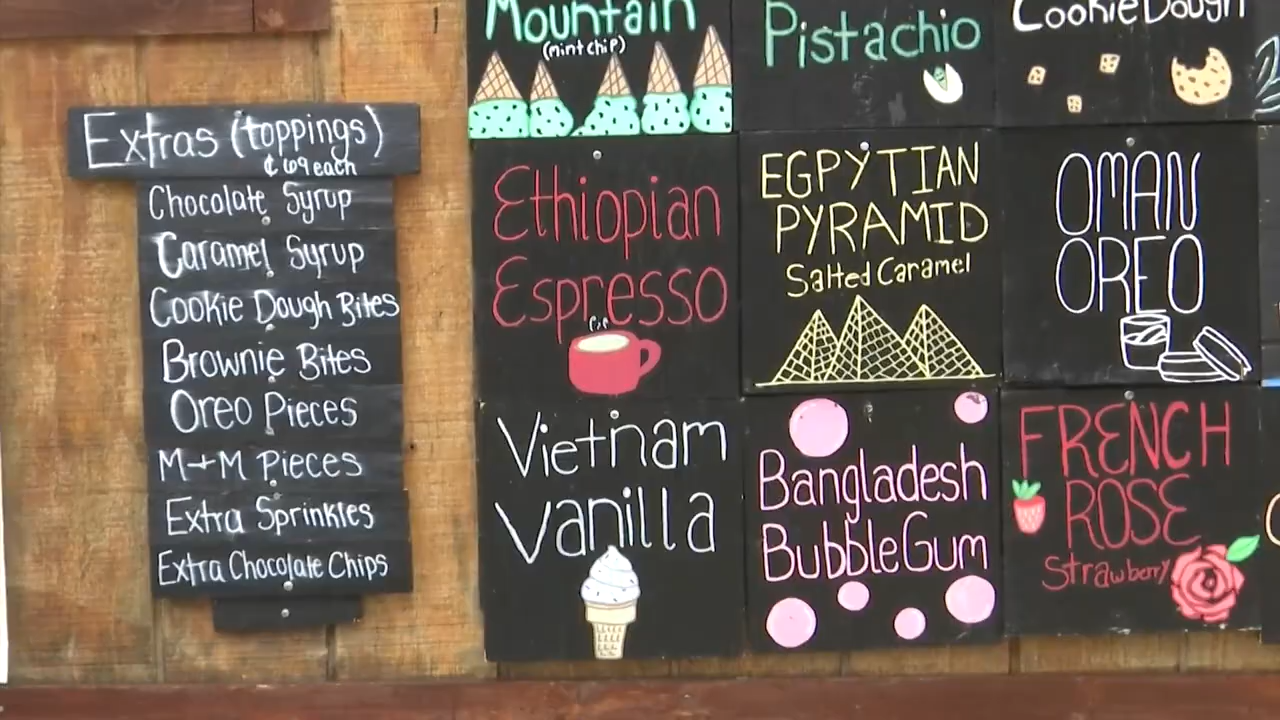 Extras (toppings)
¢ 69 each
Chocolate Syrup
Caramel Syrup
Cookie Dough Bites
Brownie Bites
Oreo Pieces
M+M Pieces
Extra Sprinkles
Extra Chocolate Chips
Mountain
(mint chip)
Pistachio
Cookie Dough
Ethiopian
Espresso
EGPYTIAN
PYRAMID
Salted Caramel
OMAN
OREO
Vietnam
Vanilla
Bangladesh
BubbleGum
FRENCH
ROSE
Strawberry